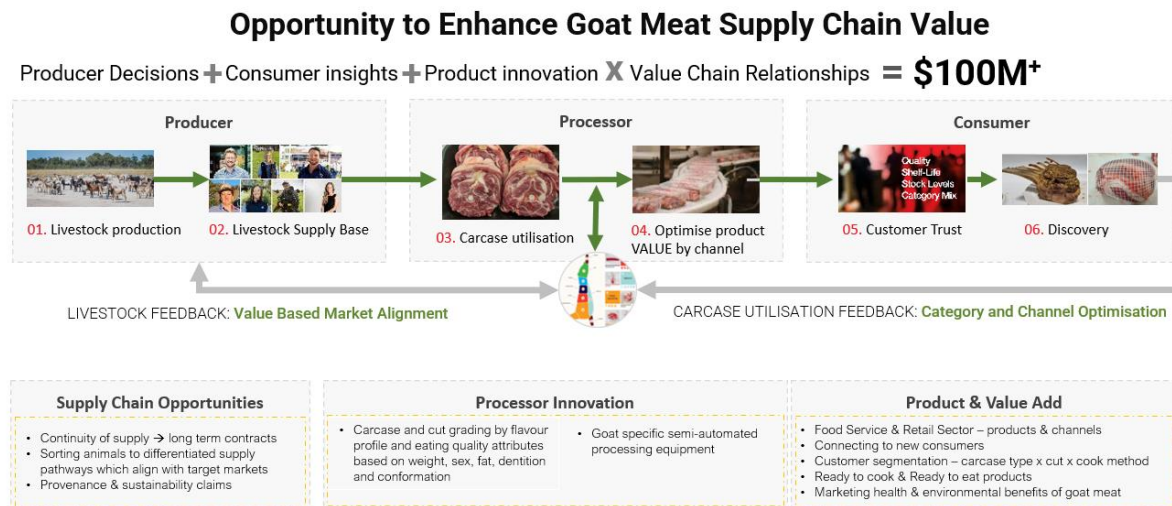 Opportunity to Enhance Goat Meat Supply Chain Value
Producer Decisions + Consumer insights + Product innovation X Value Chain Relationships = $100M+
Producer
Processor
Consumer
Quality
Shelf-Life
Stock Levels
Category Mix
01. Livestock production
02. Livestock Supply Base
03. Carcase utilisation
04. Optimise product
VALUE by channel
05. Customer Trust
06. Discovery
LIVESTOCK FEEDBACK: Value Based Market Alignment
CARCASE UTILISATION FEEDBACK: Category and Channel Optimisation
Supply Chain Opportunities
• Continuity of supply → long term contracts
• Sorting animals to differentiated supply
pathways which align with target markets
• Provenance & sustainability claims
Processor Innovation
• Carcase and cut grading by flavour
profile and eating quality attributes
based on weight, sex, fat, dentition
and conformation
• Goat specific semi-automated
processing equipment
Product & Value Add
• Food Service & Retail Sector – products & channels
• Connecting to new consumers
• Customer segmentation – carcase type x cut x cook method
• Ready to cook & Ready to eat products
• Marketing health & environmental benefits of goat meat